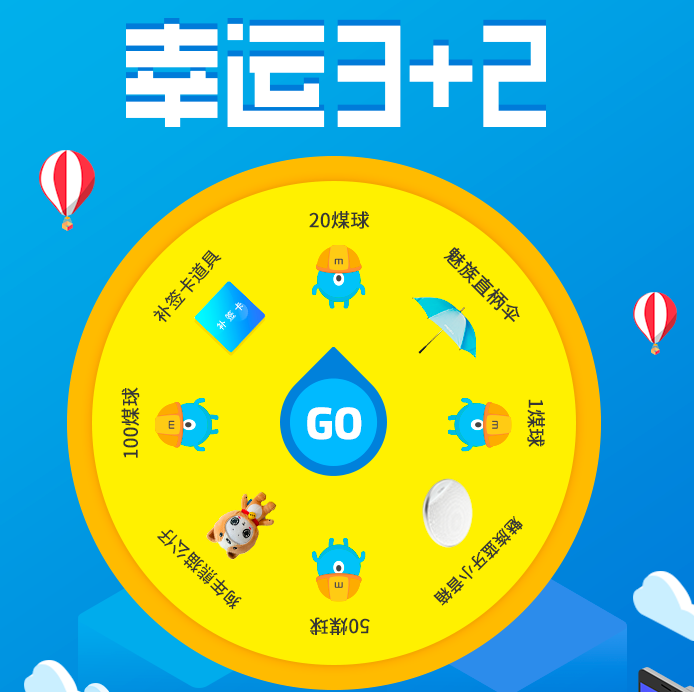 幸运3+2
20煤球
魅族直柄伞
1煤球
魅族蓝牙小音箱
50煤球
狗年熊猫公仔
100煤球
补签卡道具
补签卡
GO
m
m
m
m